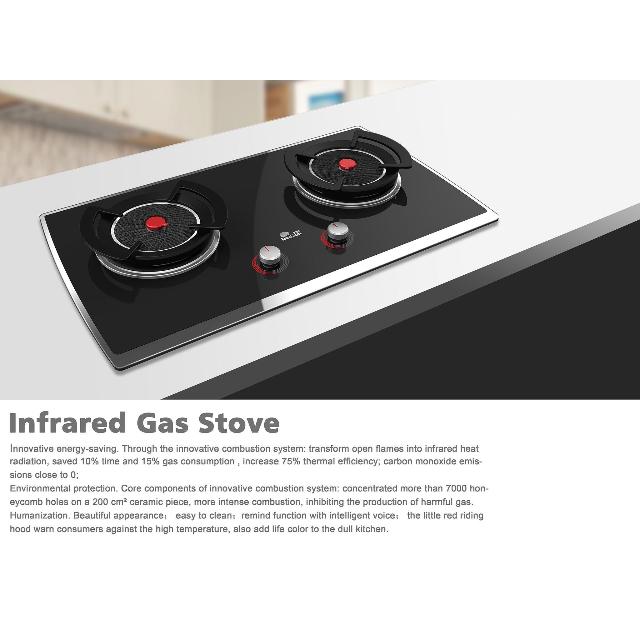 Infrared Gas Stove
Innovative energy-saving. Through the innovative combustion system: transform open flames into infrared heat
radiation, saved 10% time and 15% gas consumption , increase 75% thermal efficiency; carbon monoxide emis-
sions close to 0;
Environmental protection. Core components of innovative combustion system: concentrated more than 7000 hon-
eycomb holes on a 200 cm² ceramic piece, more intense combustion, inhibiting the production of harmful gas.
Humanization. Beautiful appearance; easy to clean; remind function with intelligent voice; the little red riding
hood warn consumers against the high temperature, also add life color to the dull kitchen.